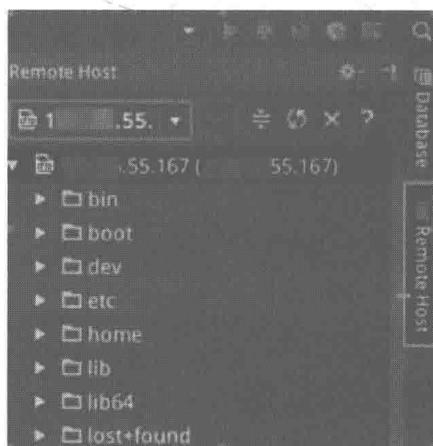 Remote Host
1 .55.
?
.55.167 ( 55.167)
bin
boot
dev
etc
home
lib
lib64
lost+found
Database
Remote Host